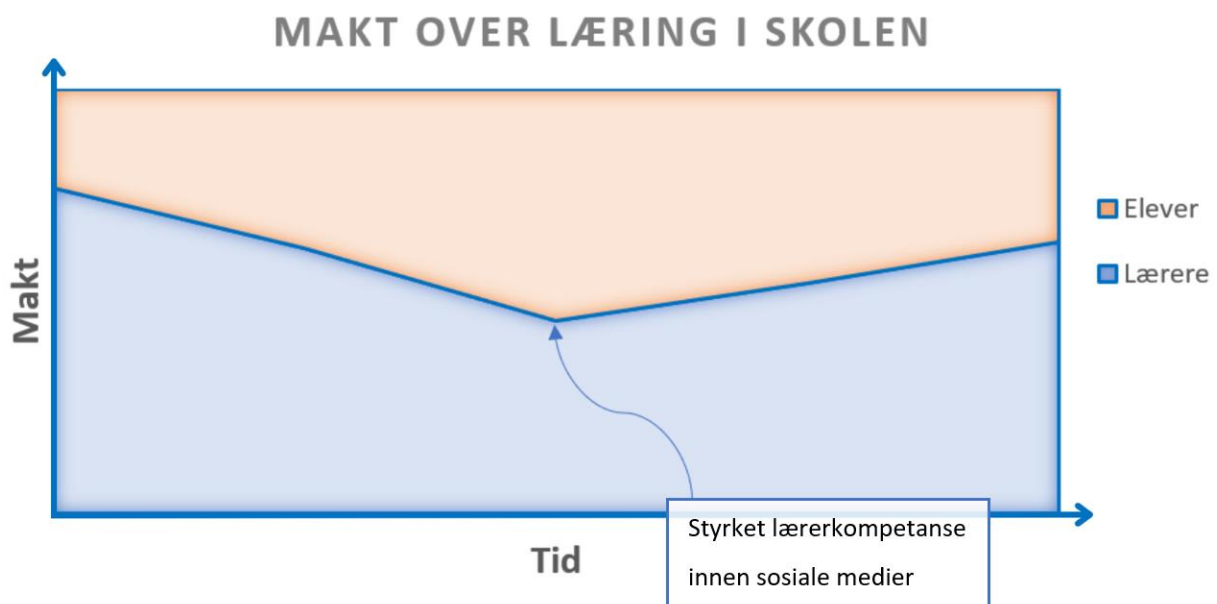 MAKT OVER LÆRING I SKOLEN
Makt
Elever
Lærere
Tid
Styrket lærerkompetanse
innen sosiale medier